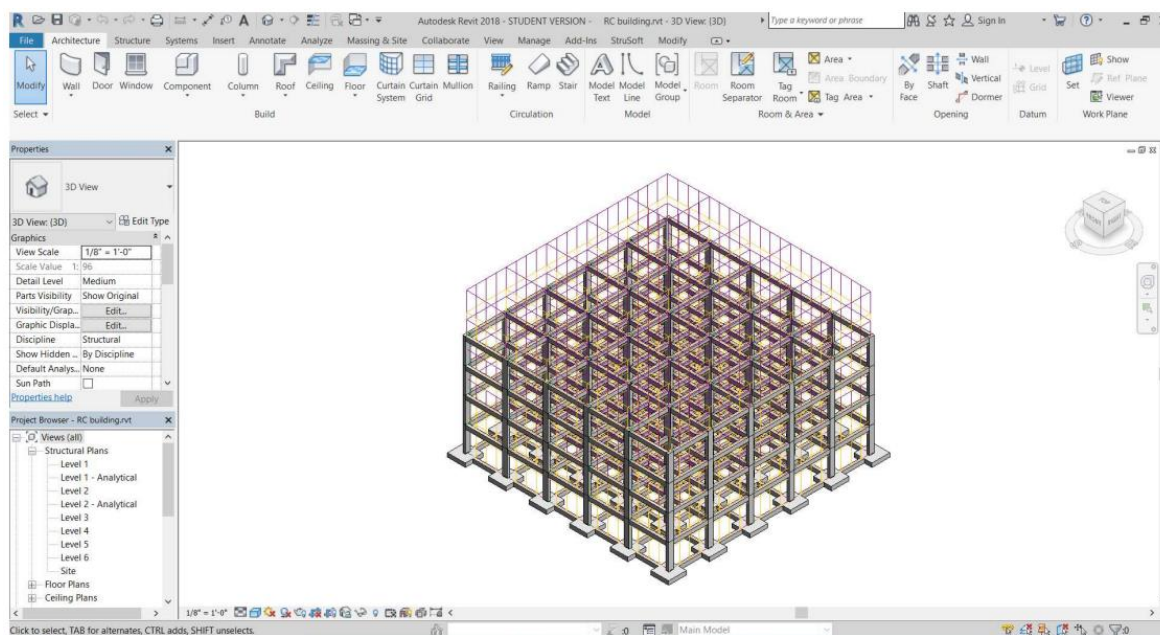 Autodesk Revit 2018 - STUDENT VERSION - RC building.rvt - 3D View: {3D}
Type a keyword or phrase
Sign In
File Architecture Structure Systems Insert Annotate Analyze Massing & Site Collaborate View Manage Add-Ins StruSoft Modify
Modify Wall Door Window Component Column Roof Ceiling Floor Curtain System Curtain Grid Mullion Railing Ramp Stair Model Text Model Line Model Group Room Room Separator Tag Room
Area
Area Boundary
Tag Area
By Face Shaft
Wall
Vertical
Dormer
Level
Grid
Set
Show
Ref Plane
Viewer
Select Build Circulation Model Room & Area Opening Datum Work Plane
Properties
3D View
3D View: {3D} Edit Type
Graphics
View Scale 1/8" = 1'-0"
Scale Value 1: 96
Detail Level Medium
Parts Visibility Show Original
Visibility/Grap... Edit...
Graphic Displa... Edit...
Discipline Structural
Show Hidden ... By Discipline
Default Analys... None
Sun Path
Properties help Apply
Project Browser - RC building.rvt
Views (all)
Structural Plans
Level 1
Level 1 - Analytical
Level 2
Level 2 - Analytical
Level 3
Level 4
Level 5
Level 6
Site
Floor Plans
Ceiling Plans
TOP
FRONT
RIGHT
1/8" = 1'-0"
Click to select, TAB for alternates, CTRL adds, SHIFT unselects. :0 Main Model :0